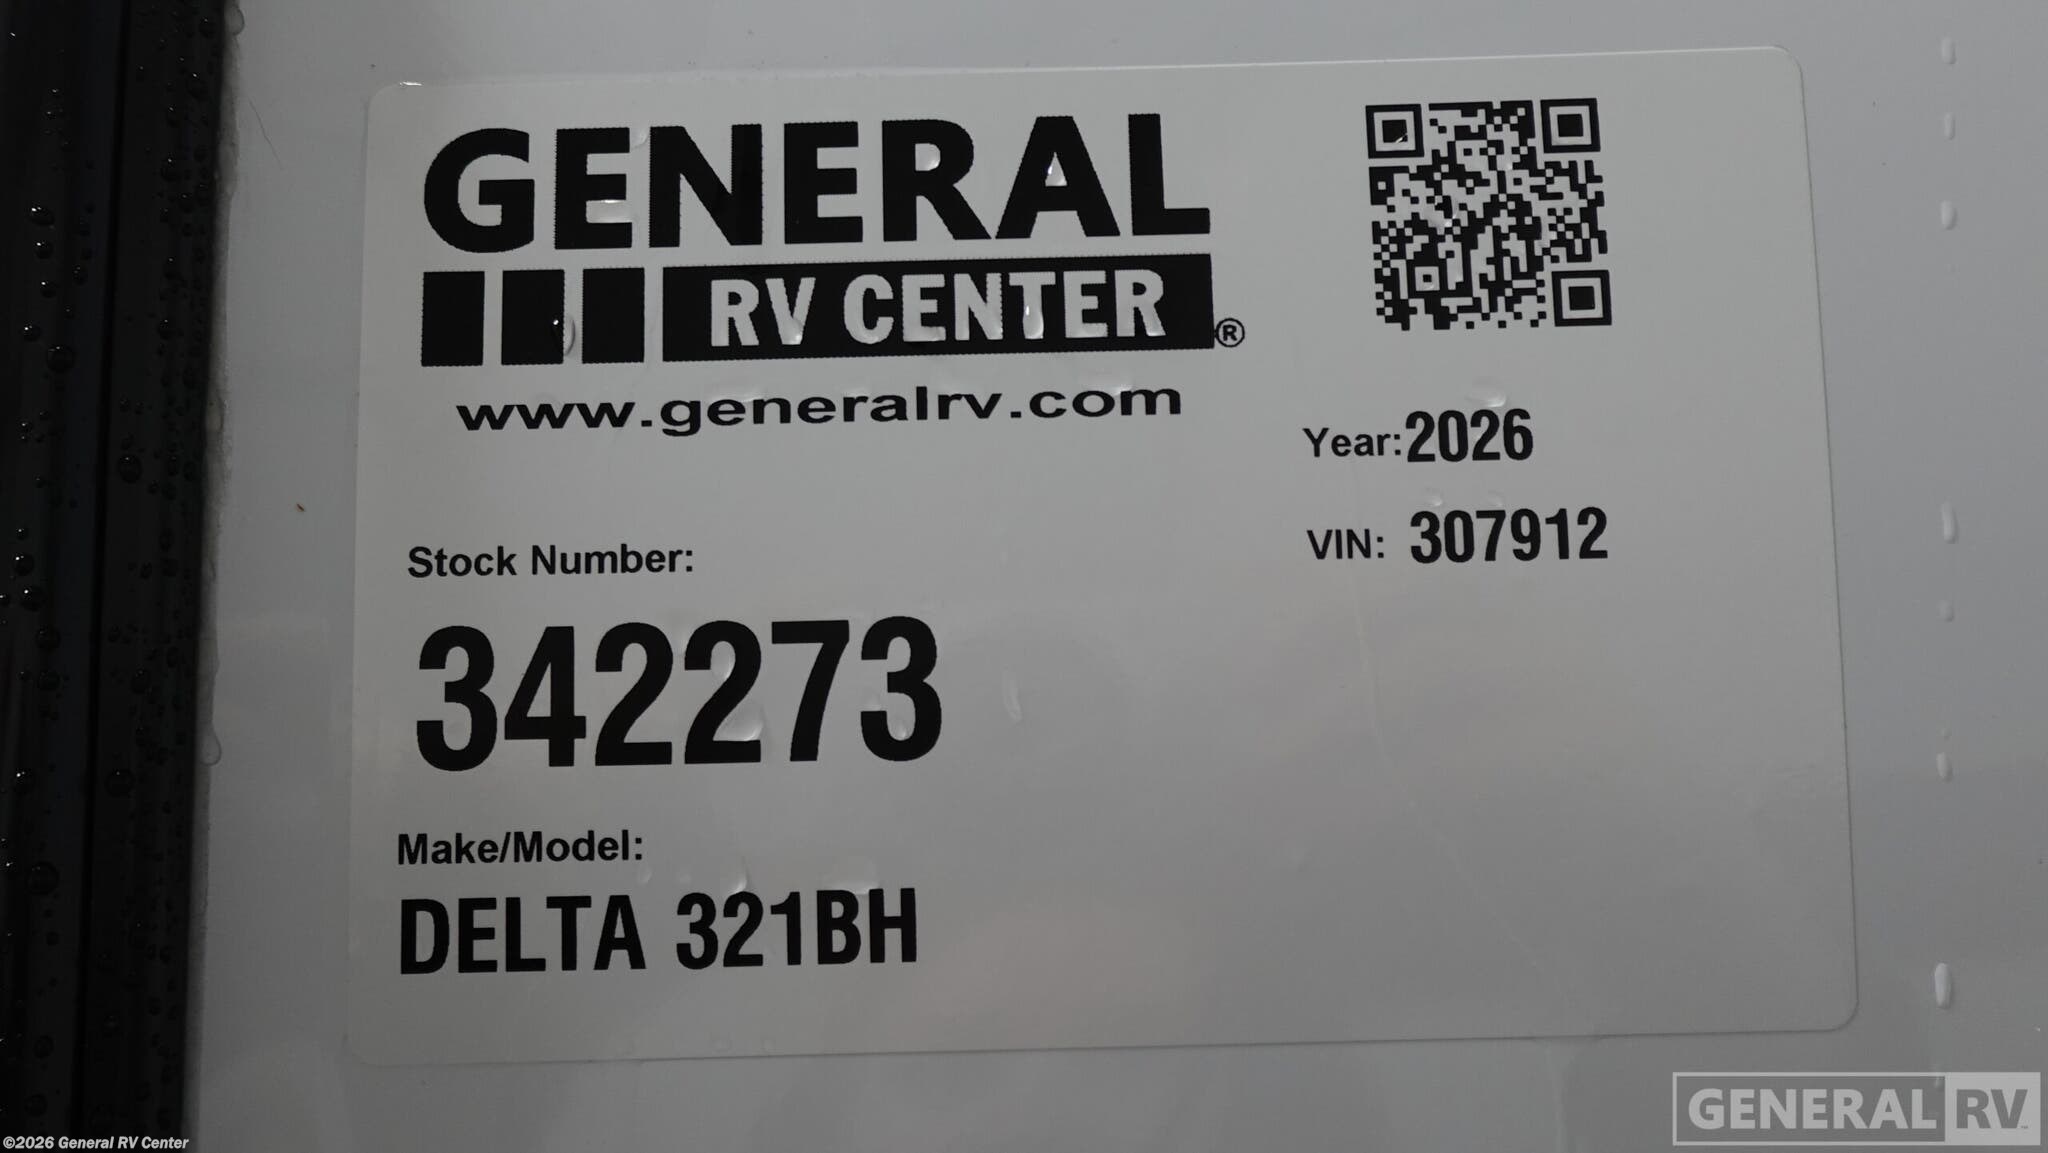 GENERAL
RV CENTER®
www.generalrv.com
Year: 2026
VIN: 307912
Stock Number:
342273
Make/Model:
DELTA 321BH
©2026 General RV Center
GENERAL RV™